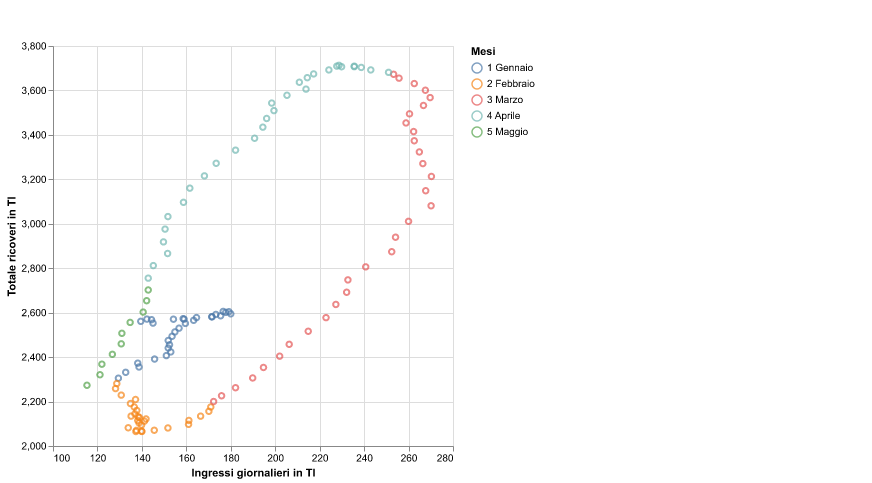 Mesi
1 Gennaio
2 Febbraio
3 Marzo
4 Aprile
5 Maggio
Totale ricoveri in TI
3,800
3,600
3,400
3,200
3,000
2,800
2,600
2,400
2,200
2,000
100 120 140 160 180 200 220 240 260 280
Ingressi giornalieri in TI